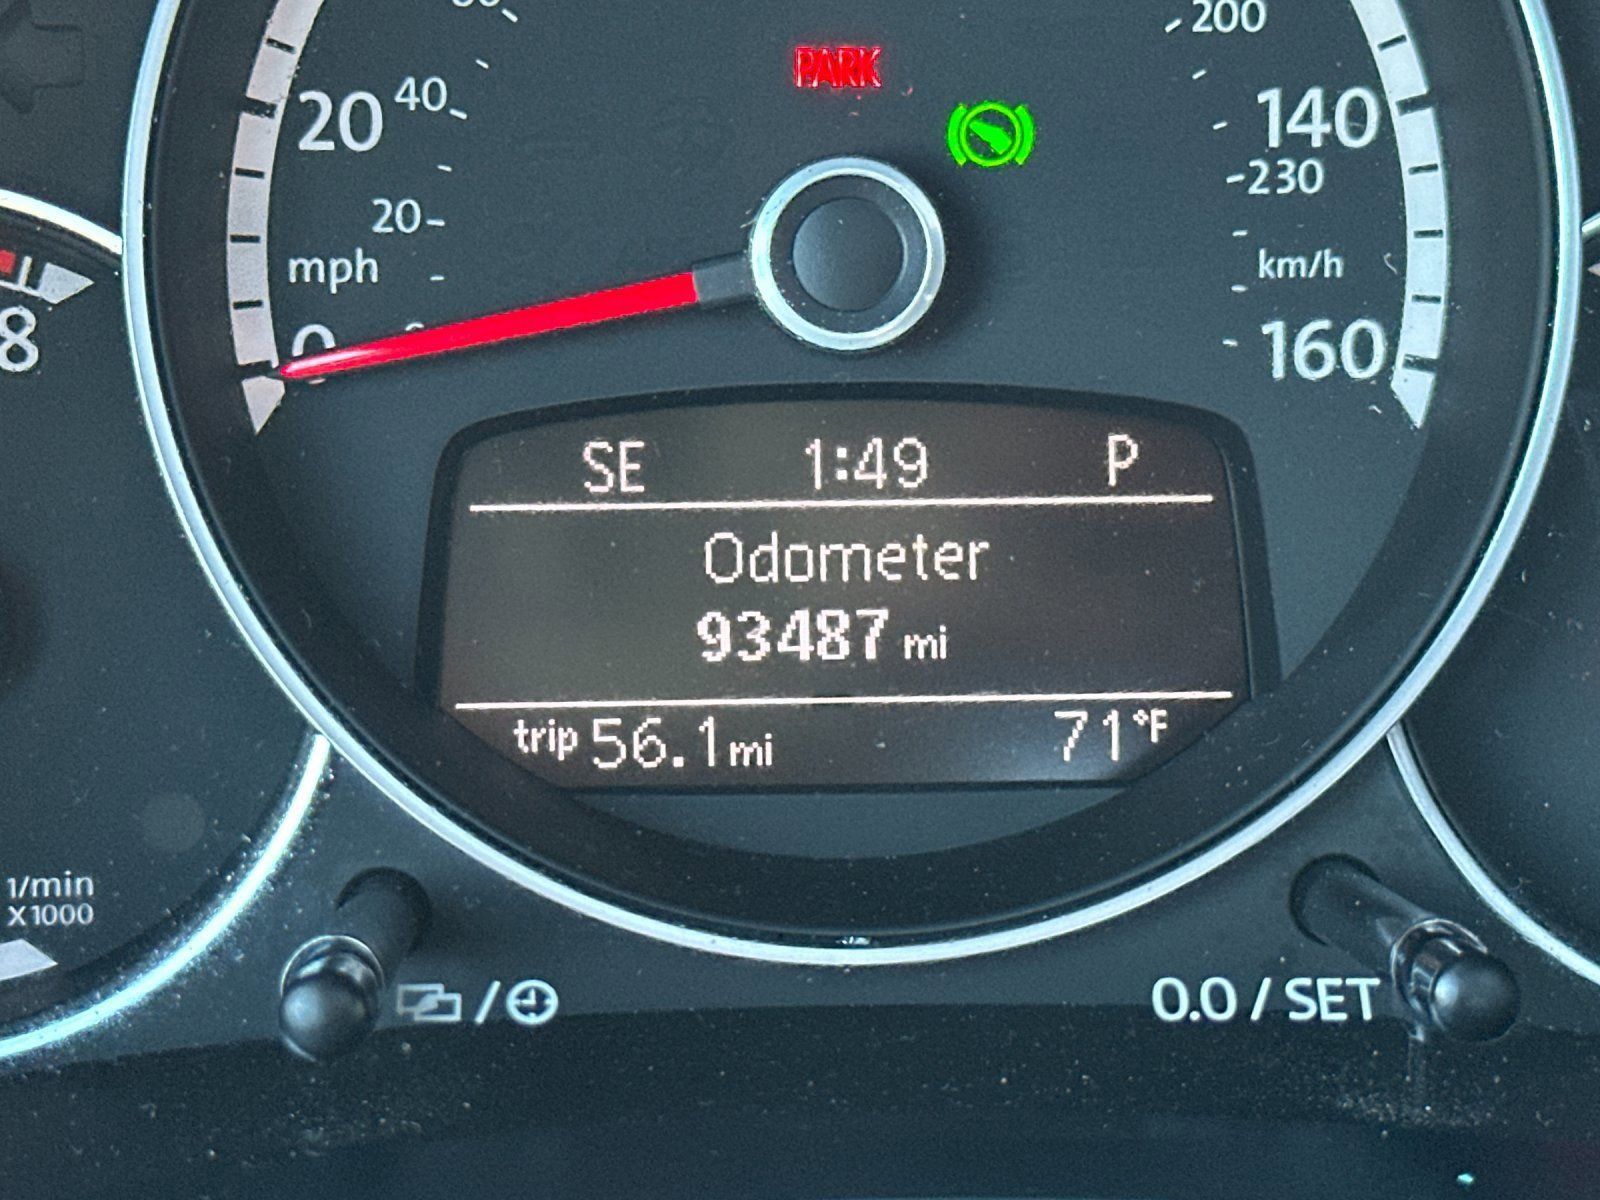 PARK
200
20 40
140
230
20
mph
km/h
0
160
8
SE 1:49 P
Odometer
93487 mi
trip 56.1 mi 71°F
1/min
X1000
/
0.0 / SET